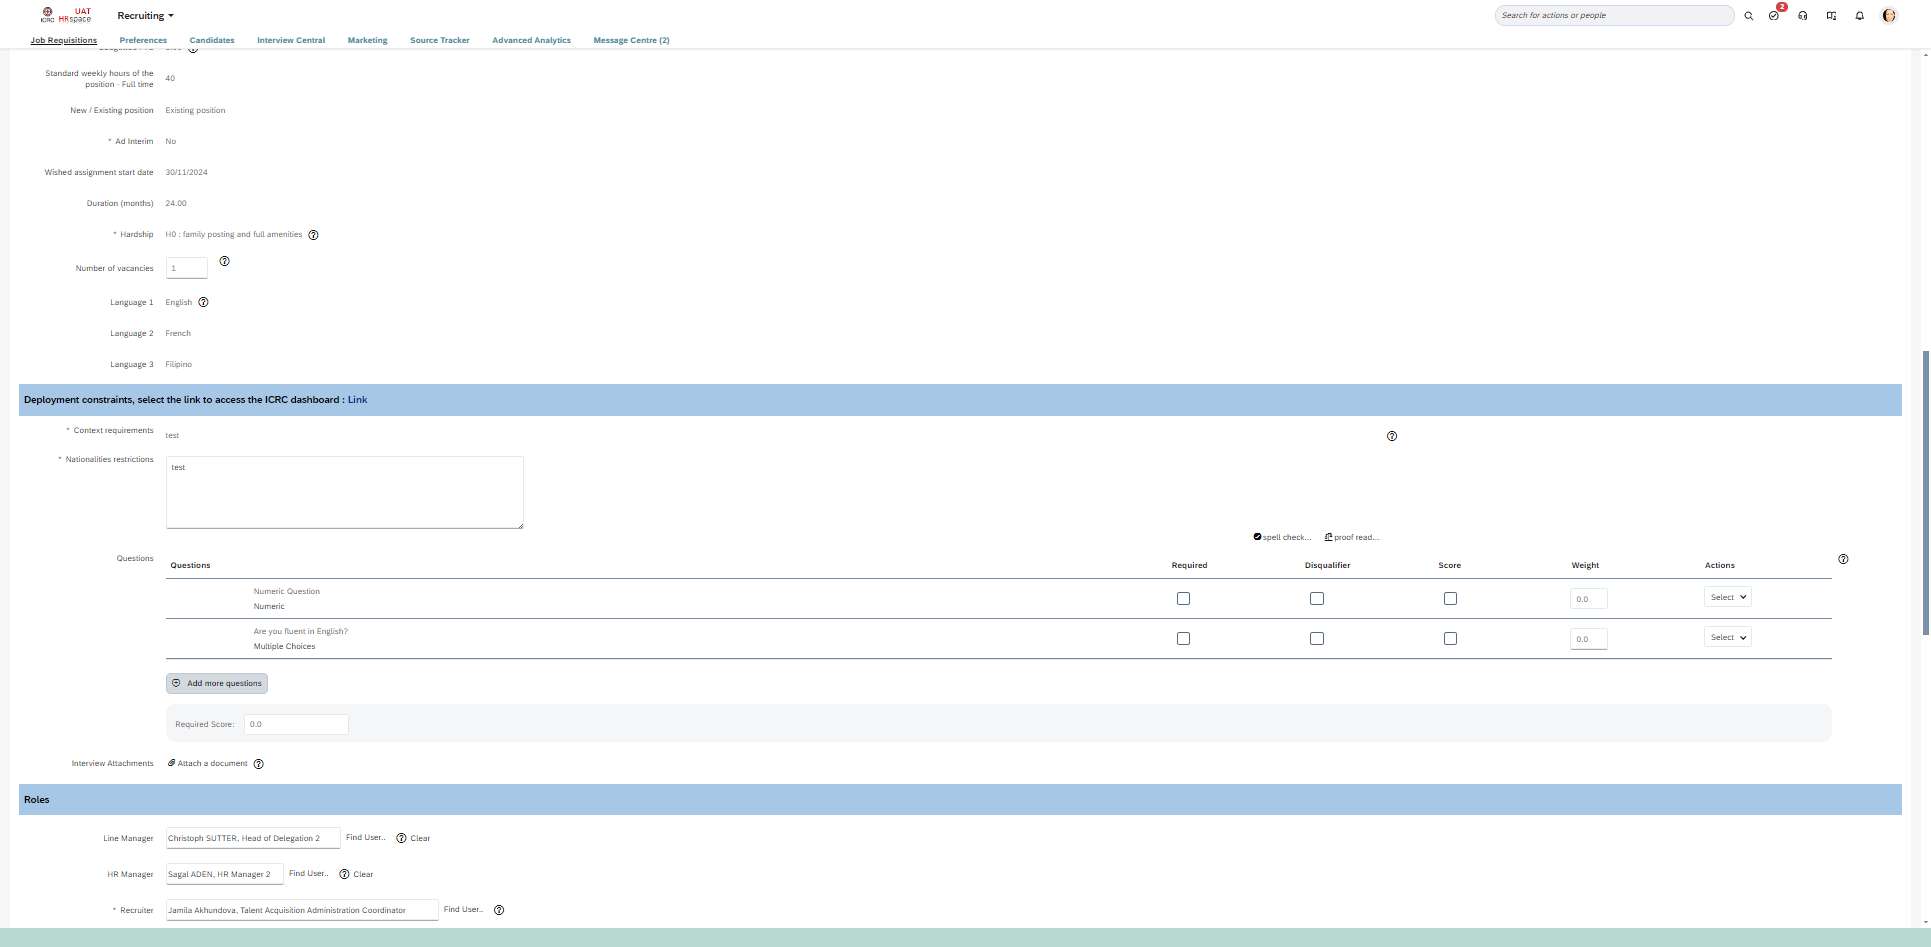 ICRC
UAT
HRspace
Recruiting
Search for actions or people
2
Job Requisitions
Preferences
Candidates
Interview Central
Marketing
Source Tracker
Advanced Analytics
Message Centre (2)
Standard weekly hours of the
position - Full time
40
New / Existing position Existing position
* Ad Interim No
Wished assignment start date 30/11/2024
Duration (months) 24.00
* Hardship H0 : family posting and full amenities
Number of vacancies 1
Language 1 English
Language 2 French
Language 3 Filipino
Deployment constraints, select the link to access the ICRC dashboard : Link
* Context requirements test
* Nationalities restrictions test
spell check... proof read...
Questions
Questions Required Disqualifier Score Weight Actions
Numeric Question
Numeric
0.0 Select
Are you fluent in English?
Multiple Choices
0.0 Select
Add more questions
Required Score: 0.0
Interview Attachments Attach a document
Roles
Line Manager Christoph SUTTER, Head of Delegation 2 Find User.. Clear
HR Manager Sagal ADEN, HR Manager 2 Find User.. Clear
* Recruiter Jamila Akhundova, Talent Acquisition Administration Coordinator Find User..